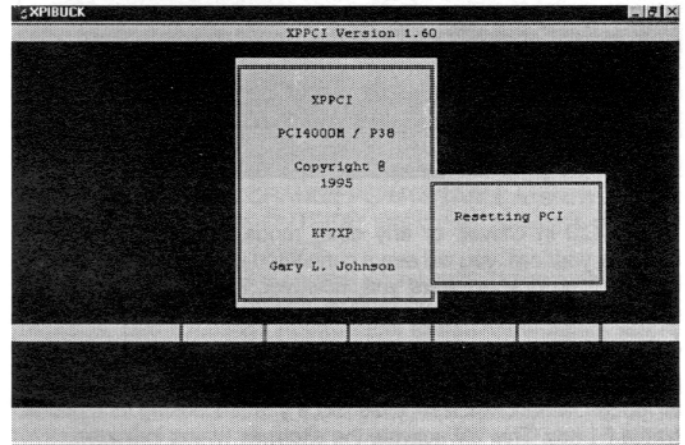 XPIBUCK
XPPCI Version 1.60
XPPCI
PCI4000M / P38
Copyright @
1995
KF7XP
Gary L. Johnson
Resetting PCI